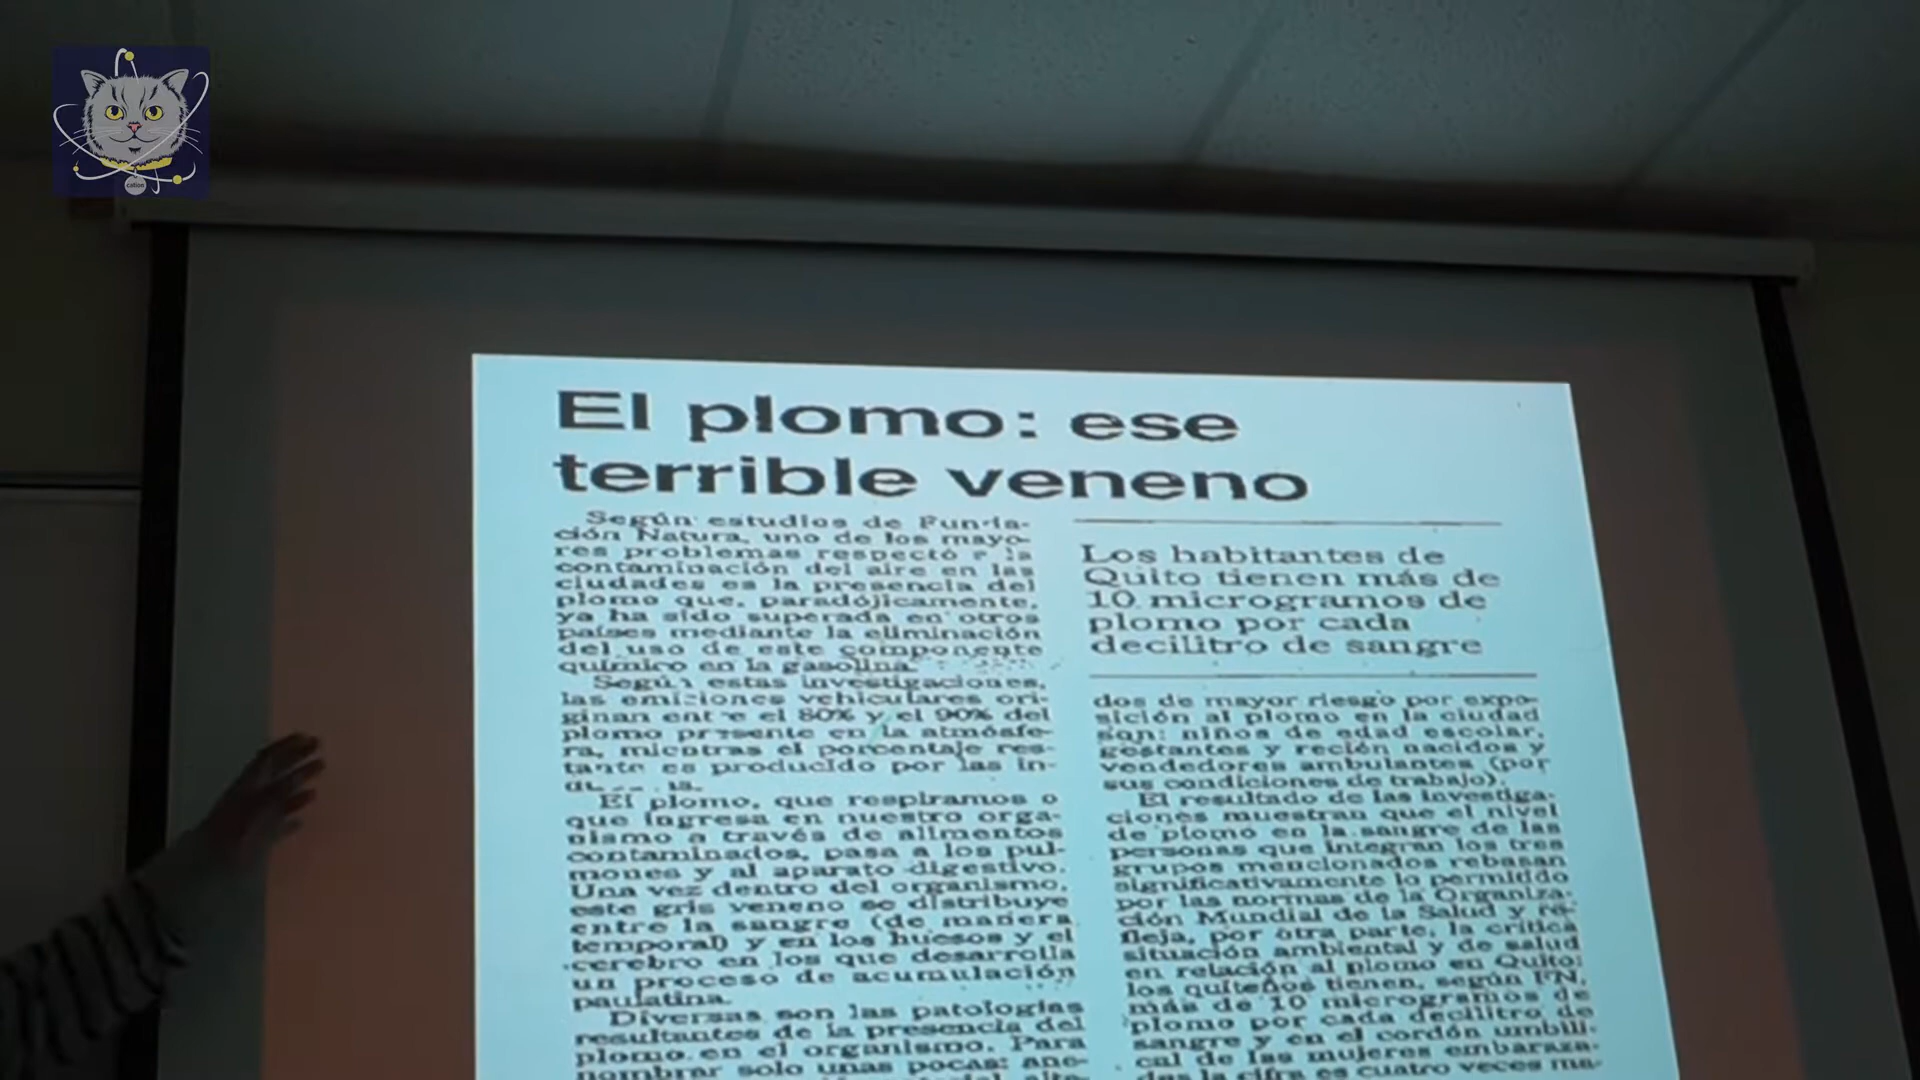 cation
El plomo: ese
terrible veneno
Según estudios de Funda-
ción Natura, uno de los mayo-
res problemas respecto a la
contaminación del aire en las
ciudades es la presencia del
plomo que, paradójicamente,
ya ha sido superada en otros
países mediante la eliminación
del uso de este componente
químico en la gasolina.
Según estas investigaciones,
las emisiones vehiculares ori-
ginan entre el 80% y el 90% del
plomo presente en la atmósfe-
ra, mientras el porcentaje res-
tante es producido por las in-
El plomo, que respiramos o
que ingresa en nuestro orga-
nismo a través de alimentos
contaminados, pasa a los pul-
mones y al aparato digestivo.
Una vez dentro del organismo,
este gris veneno se distribuye
entre la sangre (de manera
temporal) y en los huesos y el
cerebro en los que desarrolla
un proceso de acumulación
paulatina.
Diversas son las patologías
resultantes de la presencia del
plomo en el organismo. Para
nombrar solo unas pocas: ane-
Los habitantes de
Quito tienen más de
10 microgramos de
plomo por cada
decilitro de sangre
dos de mayor riesgo por expo-
sición al plomo en la ciudad
son: niños de edad escolar,
gestantes y recién nacidos y
vendedores ambulantes (por
sus condiciones de trabajo).
El resultado de las investiga-
ciones muestran que el nivel
de plomo en la sangre de las
personas que integran los tres
grupos mencionados rebasan
significativamente lo permitido
por las normas de la Organiza-
ción Mundial de la Salud y re-
fleja, por otra parte, la crítica
situación ambiental y de salud
en relación al plomo en Quito:
los quiteños tienen, según FN,
más de 10 microgramos de
plomo por cada decilitro de
sangre y en el cordón umbili-
cal de las mujeres embaraza-
das la cifra es cuatro veces ma-